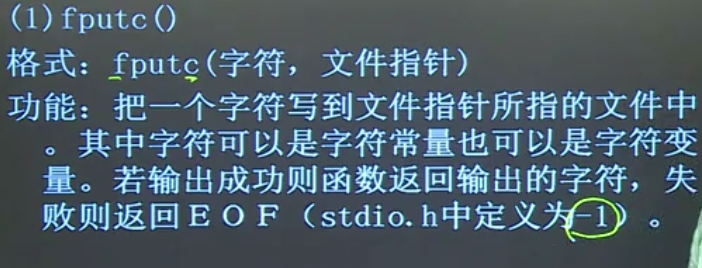 (1)fputc()
格式：fputc(字符，文件指针)
功能：把一个字符写到文件指针所指的文件中
。其中字符可以是字符常量也可以是字符变
量。若输出成功则函数返回输出的字符，失
败则返回ＥＯＦ（stdio.h中定义为-1）。